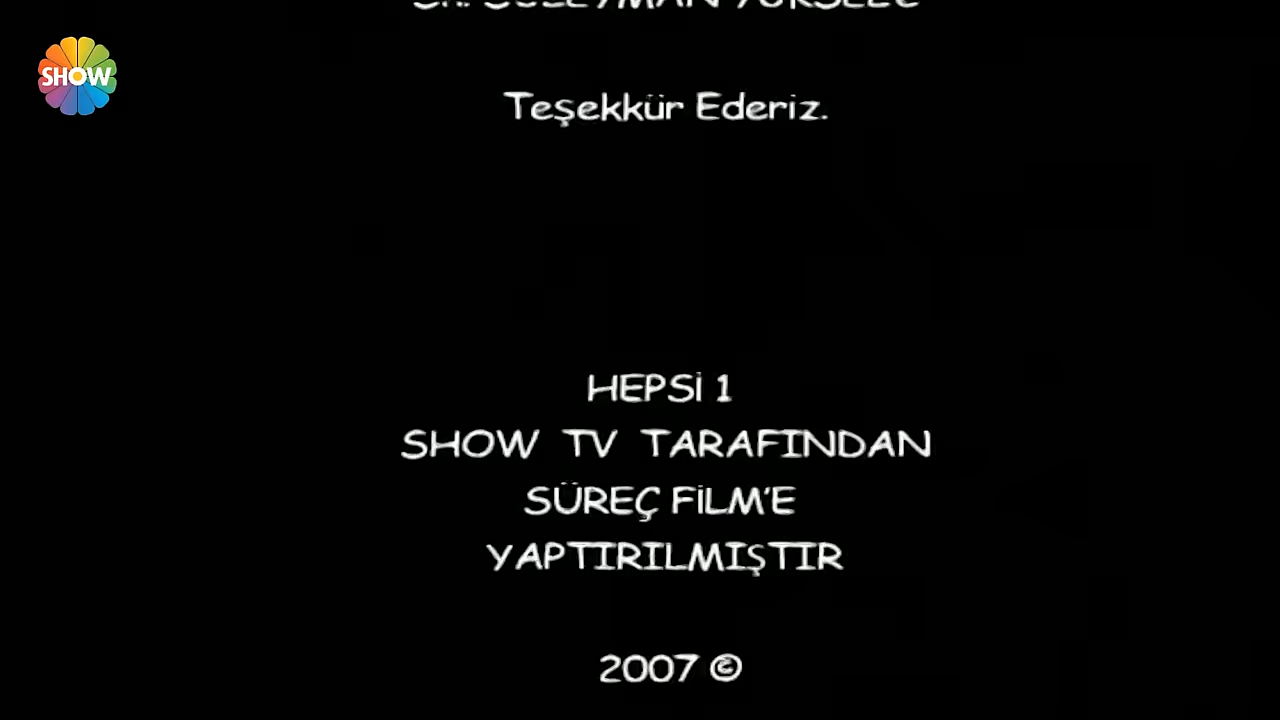 SHOW
Teşekkür Ederiz.
HEPSİ 1
SHOW TV TARAFINDAN
SÜREÇ FİLM'E
YAPTIRILMIŞTIR
2007 ©